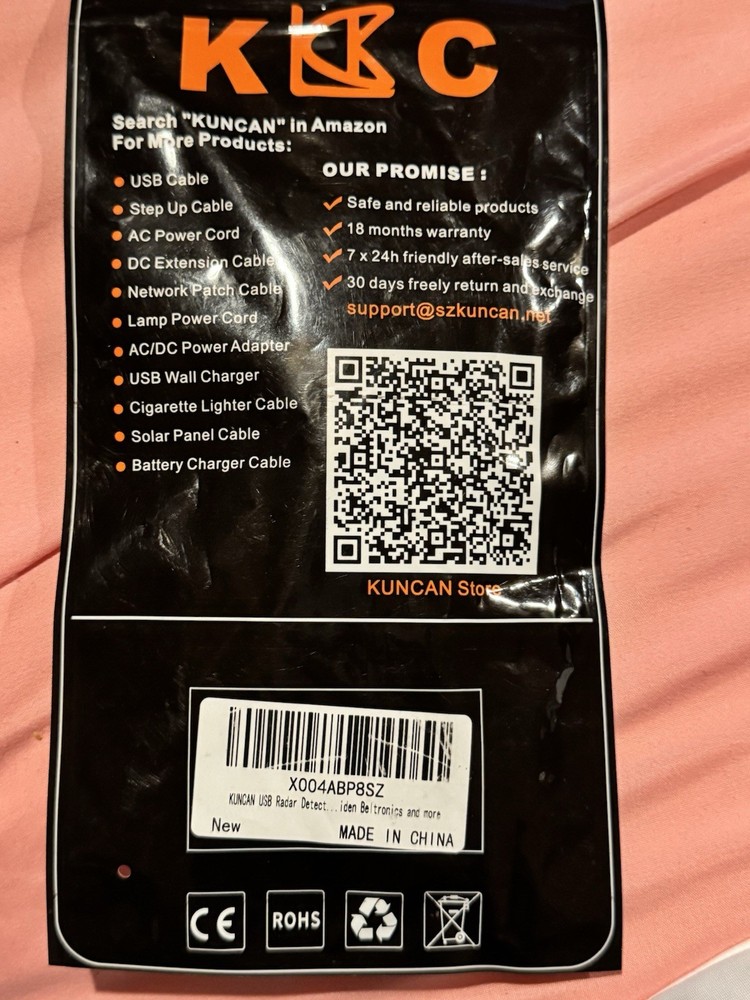 K C
Search "KUNCAN" in Amazon
For More Products:
USB Cable
Step Up Cable
AC Power Cord
DC Extension Cable
Network Patch Cable
Lamp Power Cord
AC/DC Power Adapter
USB Wall Charger
Cigarette Lighter Cable
Solar Panel Cable
Battery Charger Cable
OUR PROMISE :
Safe and reliable products
18 months warranty
7 x 24h friendly after-sales service
30 days freely return and exchange
support@szkuncan.net
KUNCAN Store
X004ABP8SZ
KUNCAN USB Radar Detect...iden Beltronics and more
New MADE IN CHINA
CE ROHS